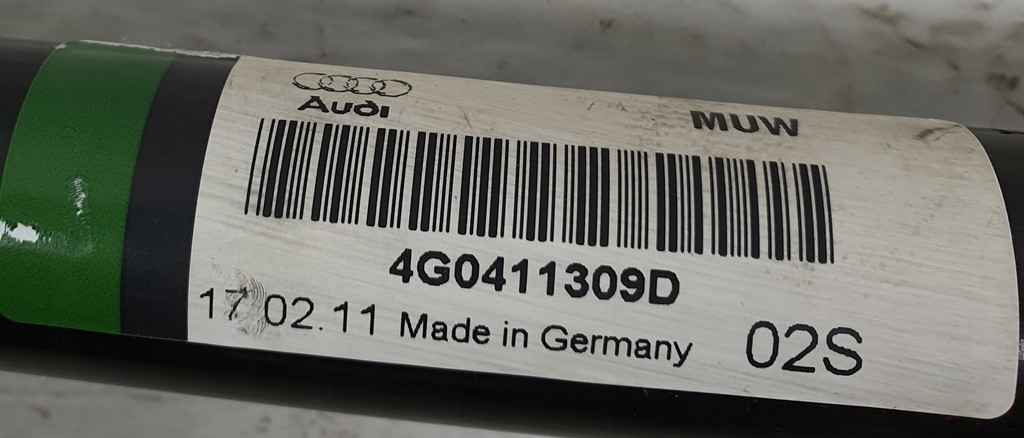 Audi
MUW
4G0411309D
17.02.11 Made in Germany 02S